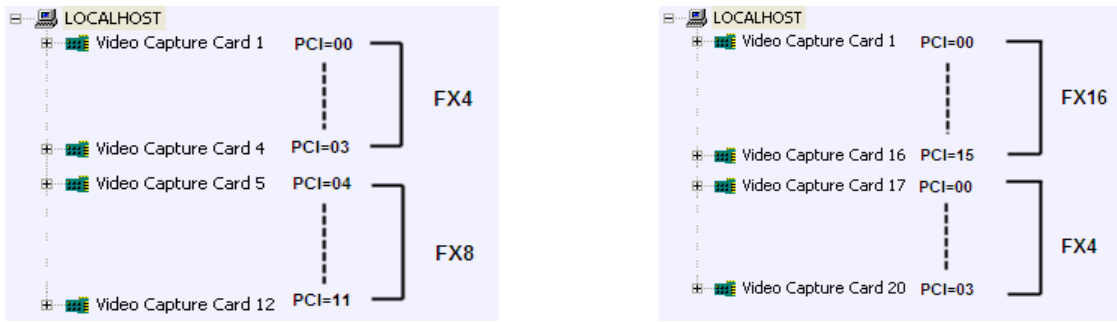 LOCALHOST
Video Capture Card 1 PCI=00
FX4
Video Capture Card 4 PCI=03
Video Capture Card 5 PCI=04
FX8
Video Capture Card 12 PCI=11
LOCALHOST
Video Capture Card 1 PCI=00
FX16
Video Capture Card 16 PCI=15
Video Capture Card 17 PCI=00
FX4
Video Capture Card 20 PCI=03